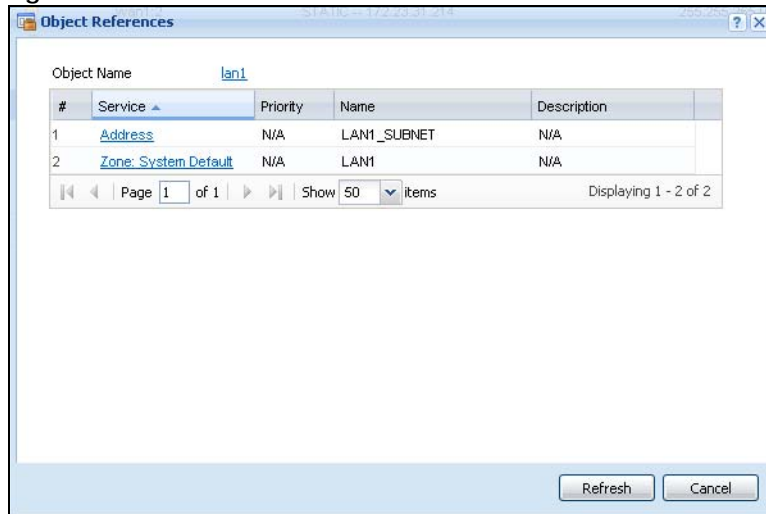 Object References
Object Name lan1
# Service Priority Name Description
1 Address N/A LAN1_SUBNET N/A
2 Zone: System Default N/A LAN1 N/A
Page 1 of 1 Show 50 items Displaying 1 - 2 of 2
Refresh Cancel